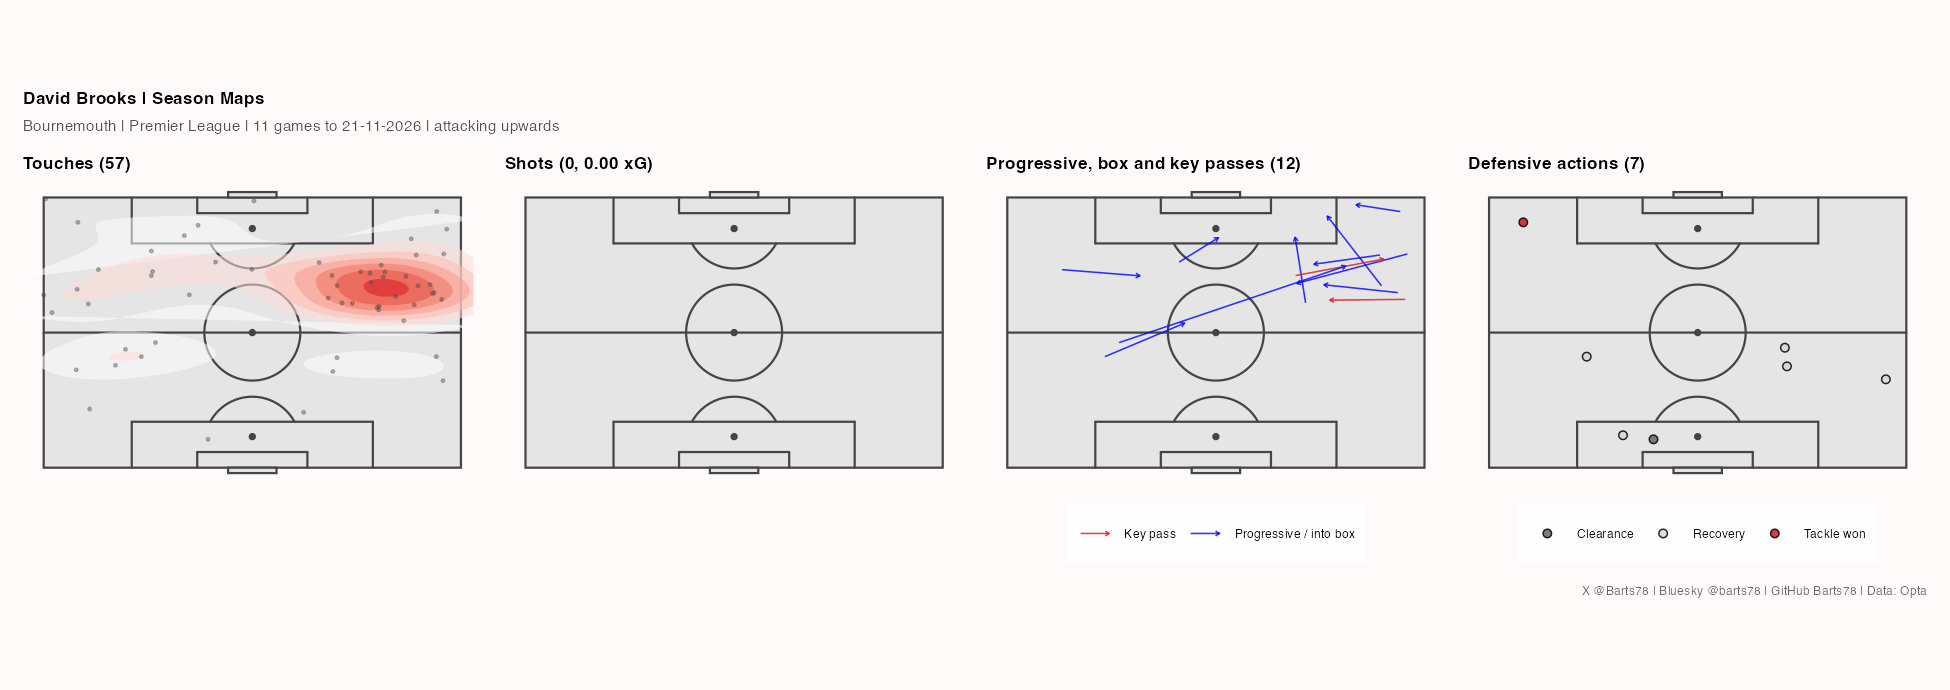 David Brooks | Season Maps
Bournemouth | Premier League | 11 games to 21-11-2026 | attacking upwards
Touches (57)
Shots (0, 0.00 xG)
Progressive, box and key passes (12)
Defensive actions (7)
Key pass
Progressive / into box
Clearance
Recovery
Tackle won
X @Barts78 | Bluesky @barts78 | GitHub Barts78 | Data: Opta